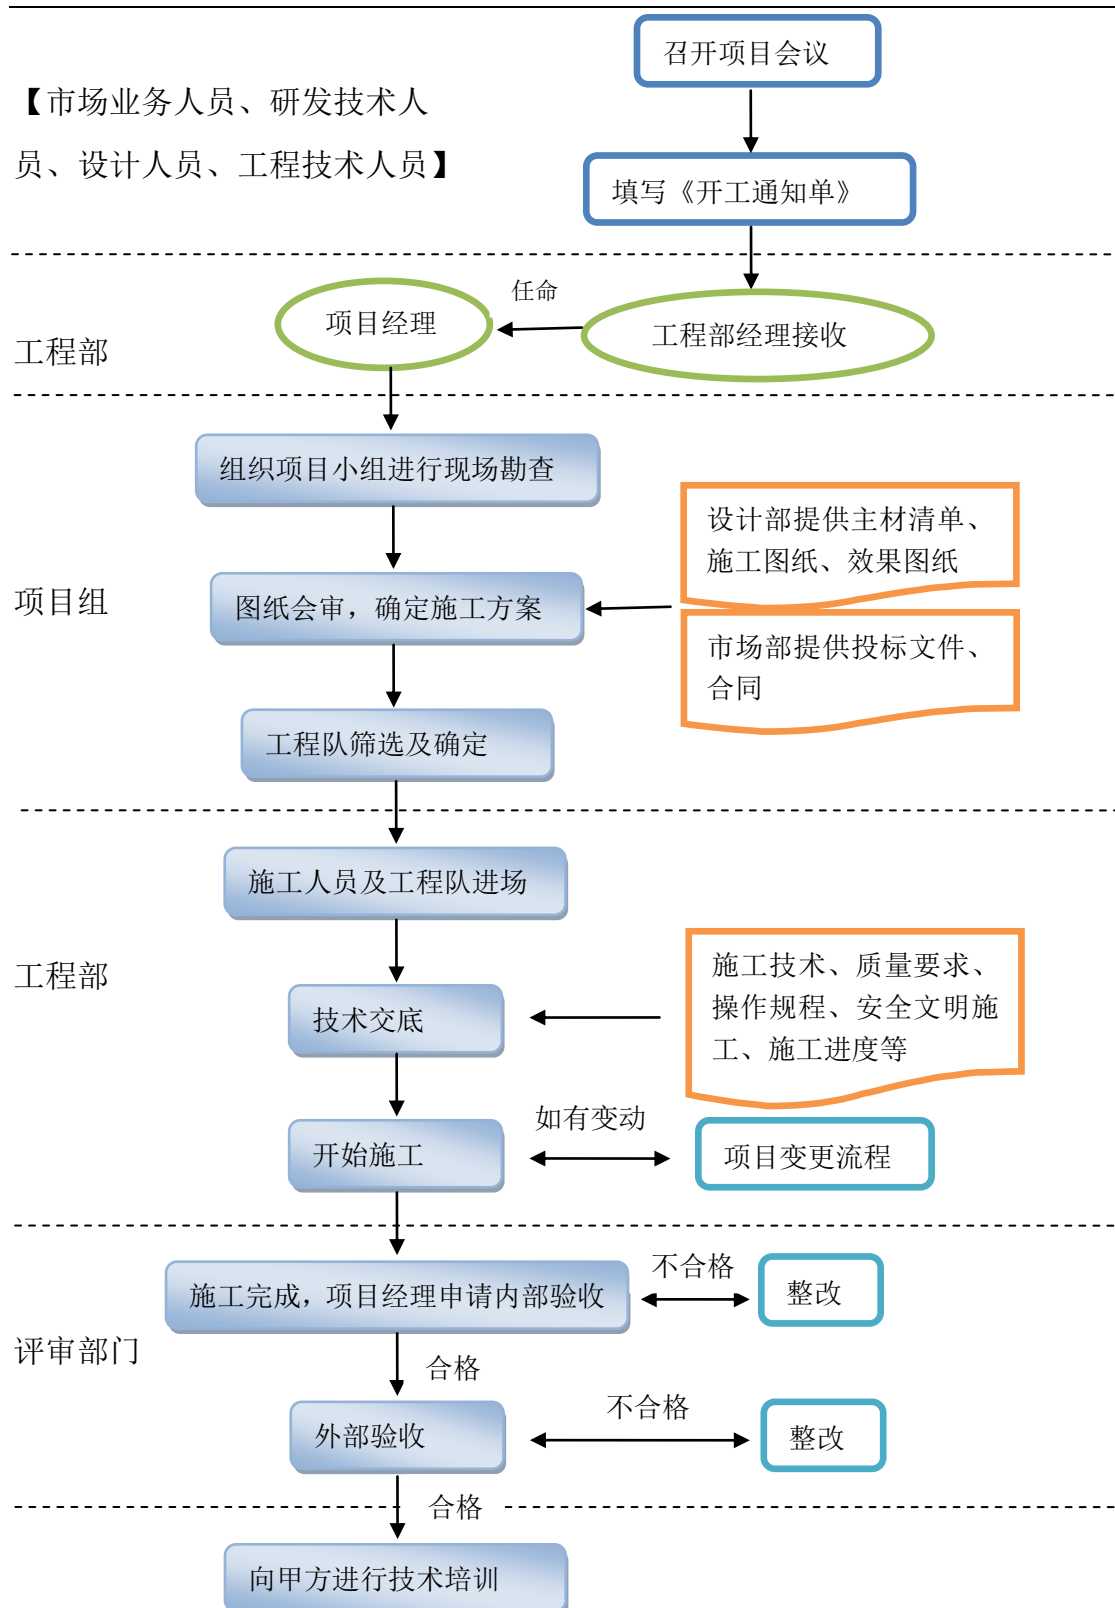 召开项目会议
【市场业务人员、研发技术人
员、设计人员、工程技术人员】
填写《开工通知单》
任命
项目经理
工程部经理接收
工程部
组织项目小组进行现场勘查
设计部提供主材清单、
施工图纸、效果图纸
项目组
图纸会审，确定施工方案
市场部提供投标文件、
合同
工程队筛选及确定
施工人员及工程队进场
工程部
施工技术、质量要求、
操作规程、安全文明施
工、施工进度等
技术交底
如有变动
开始施工
项目变更流程
不合格
施工完成，项目经理申请内部验收
整改
评审部门
合格
不合格
外部验收
整改
合格
向甲方进行技术培训